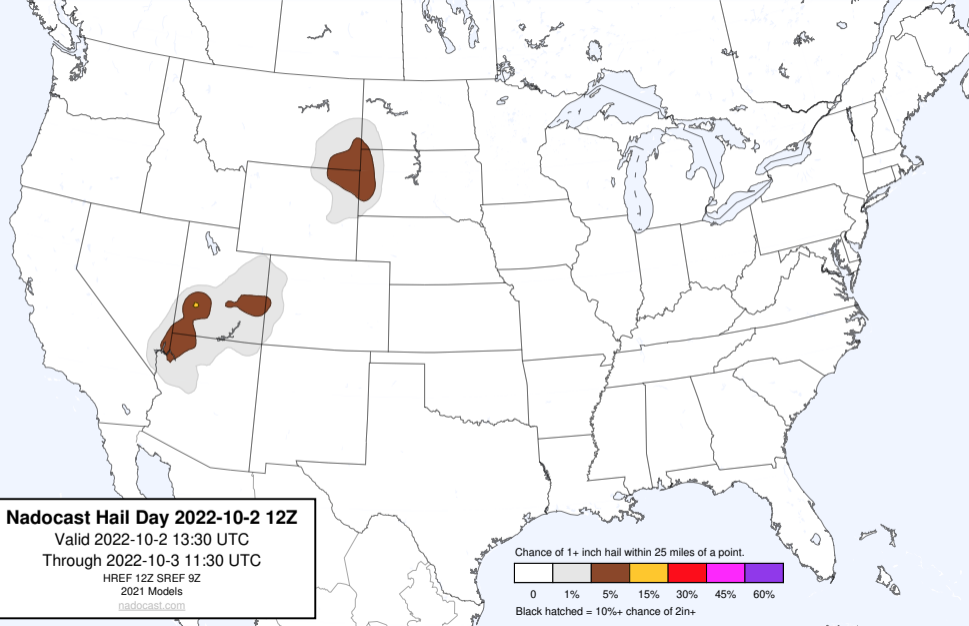 Nadocast Hail Day 2022-10-2 12Z
Valid 2022-10-2 13:30 UTC
Through 2022-10-3 11:30 UTC
HREF 12Z SREF 9Z
2021 Models
nadocast.com
Chance of 1+ inch hail within 25 miles of a point.
0 1% 5% 15% 30% 45% 60%
Black hatched = 10%+ chance of 2in+